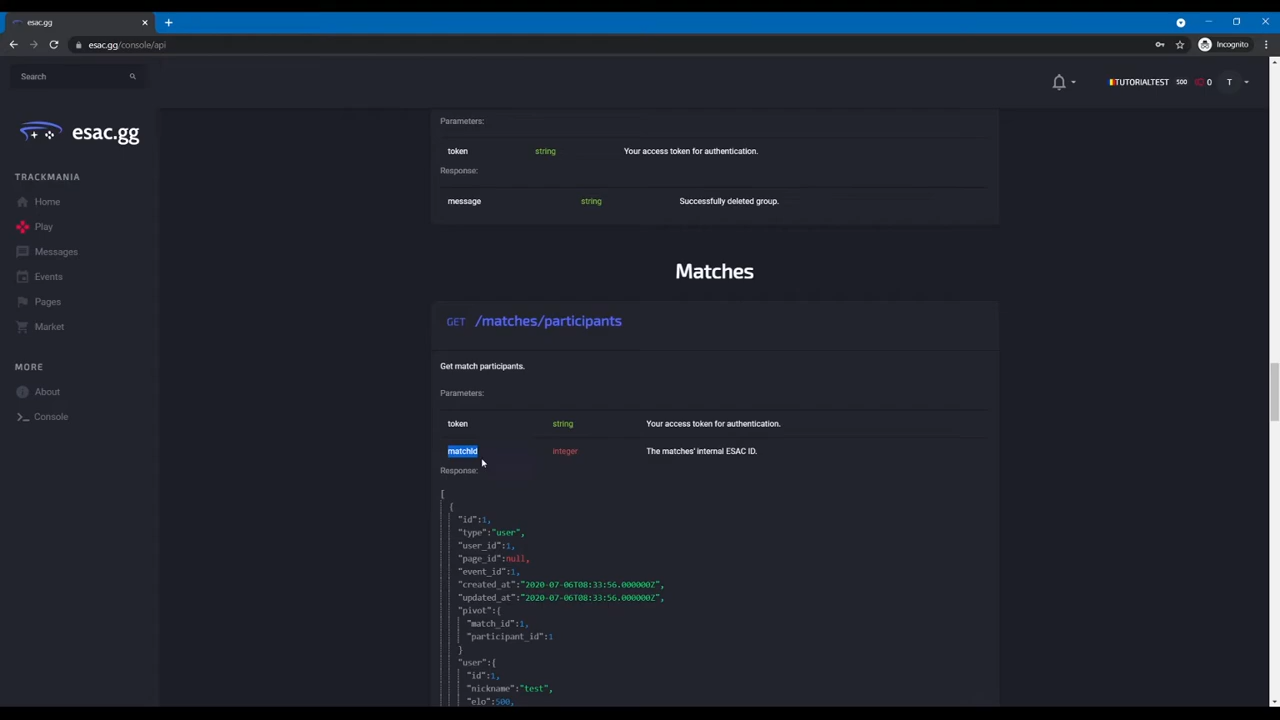 esac.gg
esac.gg/console/api
Incognito
Search
TUTORIALTEST 500 0 T
esac.gg
TRACKMANIA
Home
Play
Messages
Events
Pages
Market
MORE
About
Console
Parameters:
token string Your access token for authentication.
Response:
message string Successfully deleted group.
Matches
GET /matches/participants
Get match participants.
Parameters:
token string Your access token for authentication.
matchId integer The matches' internal ESAC ID.
Response:
[
{
"id":1,
"type":"user",
"user_id":1,
"page_id":null,
"event_id":1,
"created_at":"2020-07-06T08:33:56.000000Z",
"updated_at":"2020-07-06T08:33:56.000000Z",
"pivot":{
"match_id":1,
"participant_id":1
}
"user":{
"id":1,
"nickname":"test",
"elo":500,